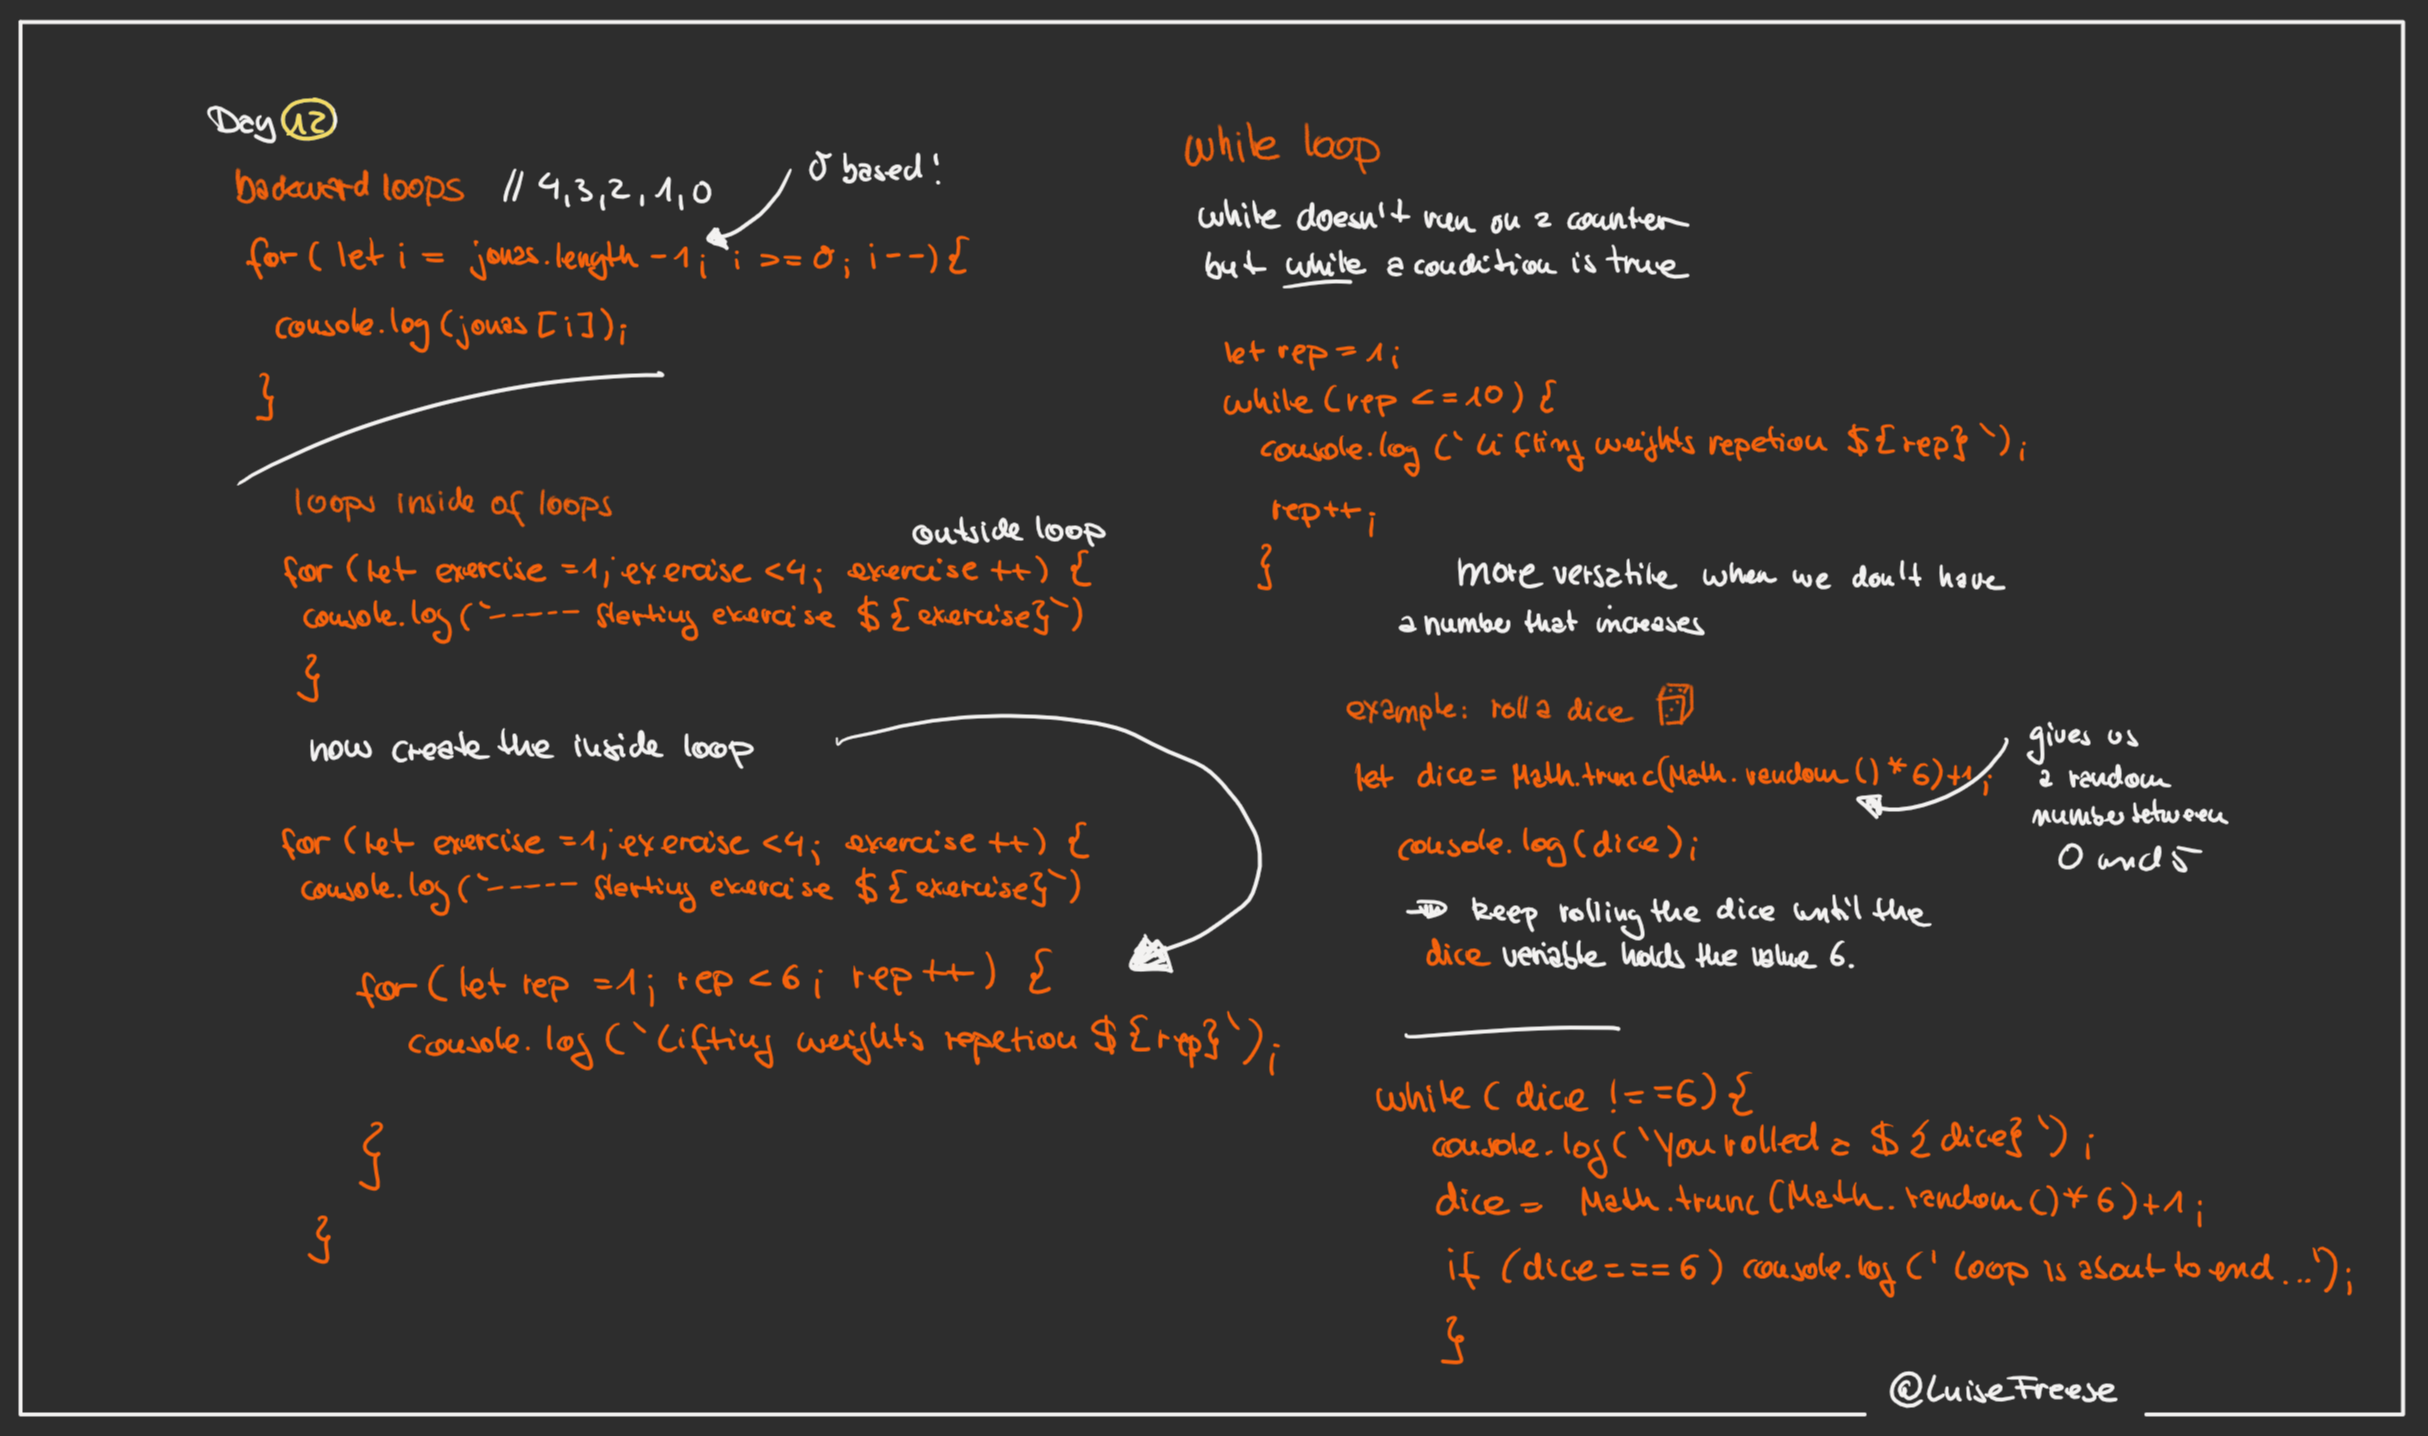 Day 12
backward loops // 4,3,2,1,0
0 based!
for ( let i = jonas.length -1; i >= 0; i--) {
console.log (jonas [i]);
}
loops inside of loops
outside loop
for (let exercise =1; exercise <4; exercise ++) {
console.log (`----- Starting exercise ${exercise}`)
}
now create the inside loop
for (let exercise =1; exercise <4; exercise ++) {
console.log (`----- Starting exercise ${exercise}`)
for ( let rep =1; rep < 6; rep ++) {
console.log (`Lifting weights repetion ${rep}`);
}
}
while loop
while doesn't run on a counter
but while a condition is true
let rep = 1;
while (rep <=10) {
console.log (`Lifting weights repetion ${rep}`);
rep++;
}
more versatile when we don't have
a number that increases
example: roll a dice
let dice = Math.trunc(Math.random () * 6)+1;
gives us
a random
number between
0 and 5
console.log (dice);
→ keep rolling the dice until the
dice variable holds the value 6.
while ( dice !== 6) {
console.log (`You rolled a ${dice}`);
dice = Math.trunc (Math.random ()* 6)+1;
if (dice === 6) console.log (' Loop is about to end ...');
}
@LuiseFreese